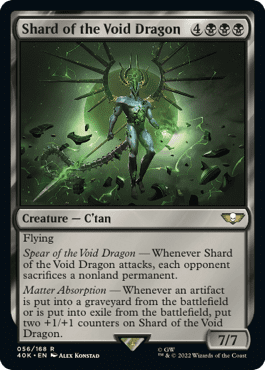 Shard of the Void Dragon 4
Creature — C'tan
Flying
Spear of the Void Dragon — Whenever Shard
of the Void Dragon attacks, each opponent
sacrifices a nonland permanent.
Matter Absorption — Whenever an artifact
is put into a graveyard from the battlefield
or is put into exile from the battlefield, put
two +1/+1 counters on Shard of the Void
Dragon.
7/7
056/168 R
40K • EN ALEX KONSTAD
© GW
™ & © 2022 Wizards of the Coast